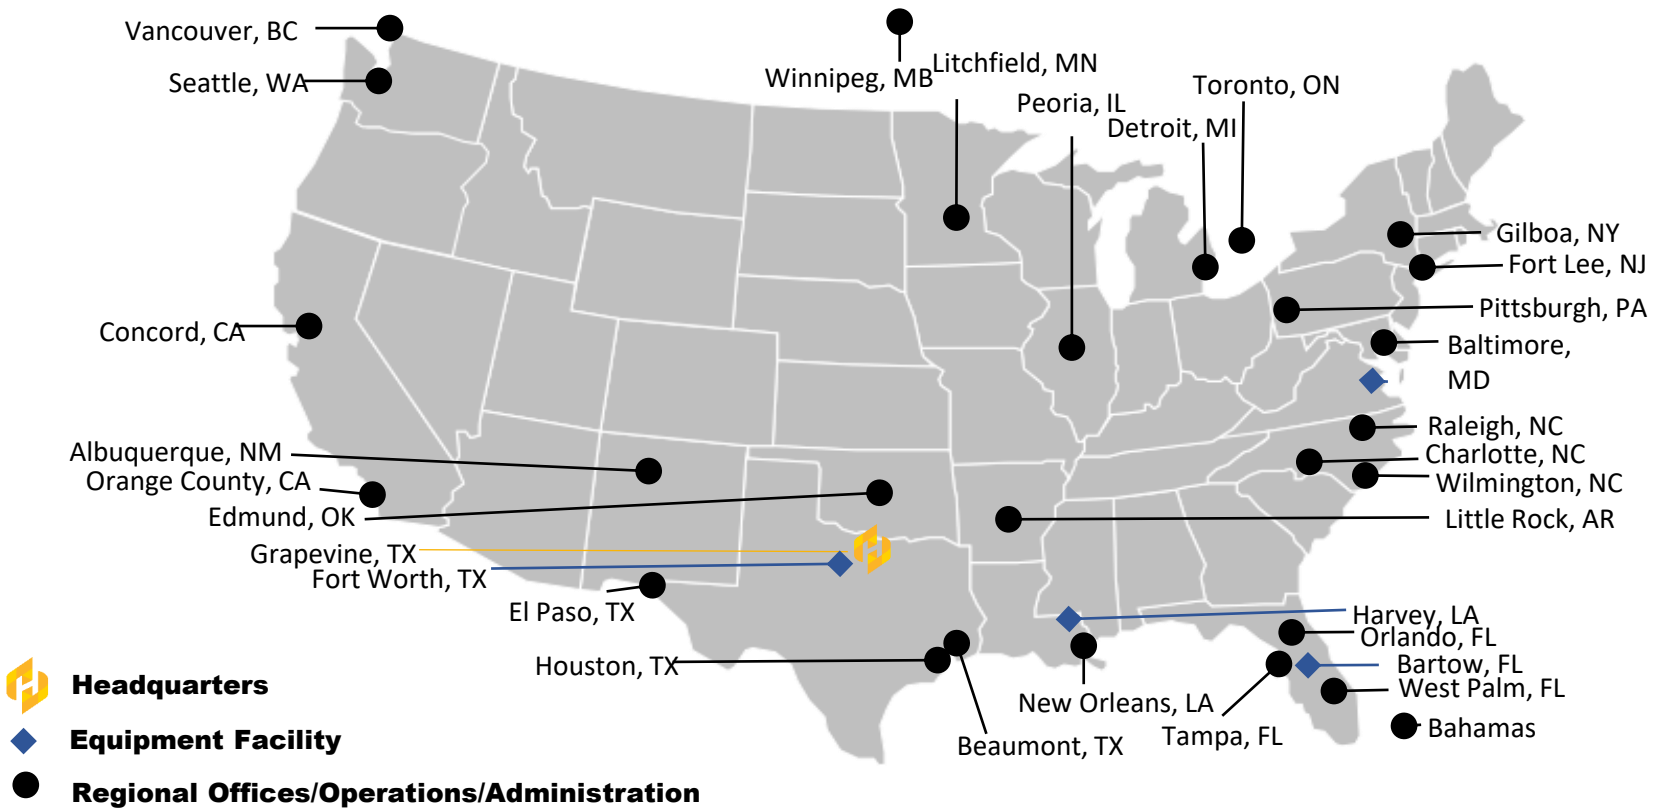 Vancouver, BC
Seattle, WA
Winnipeg, MB
Litchfield, MN
Peoria, IL
Detroit, MI
Toronto, ON
Gilboa, NY
Fort Lee, NJ
Pittsburgh, PA
Concord, CA
Baltimore,
MD
Raleigh, NC
Charlotte, NC
Wilmington, NC
Little Rock, AR
Albuquerque, NM
Orange County, CA
Edmund, OK
Grapevine, TX
Fort Worth, TX
El Paso, TX
Houston, TX
Harvey, LA
Orlando, FL
Bartow, FL
West Palm, FL
New Orleans, LA
Tampa, FL
Bahamas
Beaumont, TX
Headquarters
Equipment Facility
Regional Offices/Operations/Administration